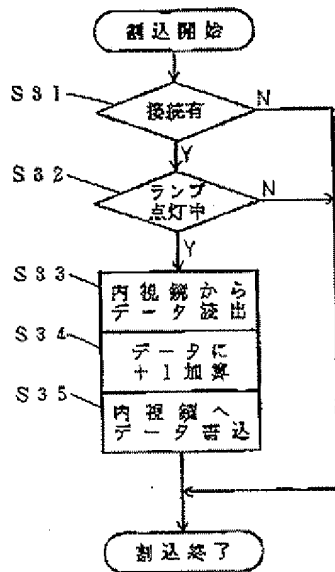 割込開始
S31
接続有
N
Y
S32
ランプ
点灯中
N
Y
S33
内視鏡から
データ読出
S34
データに
+1加算
S35
内視鏡へ
データ書込
割込終了